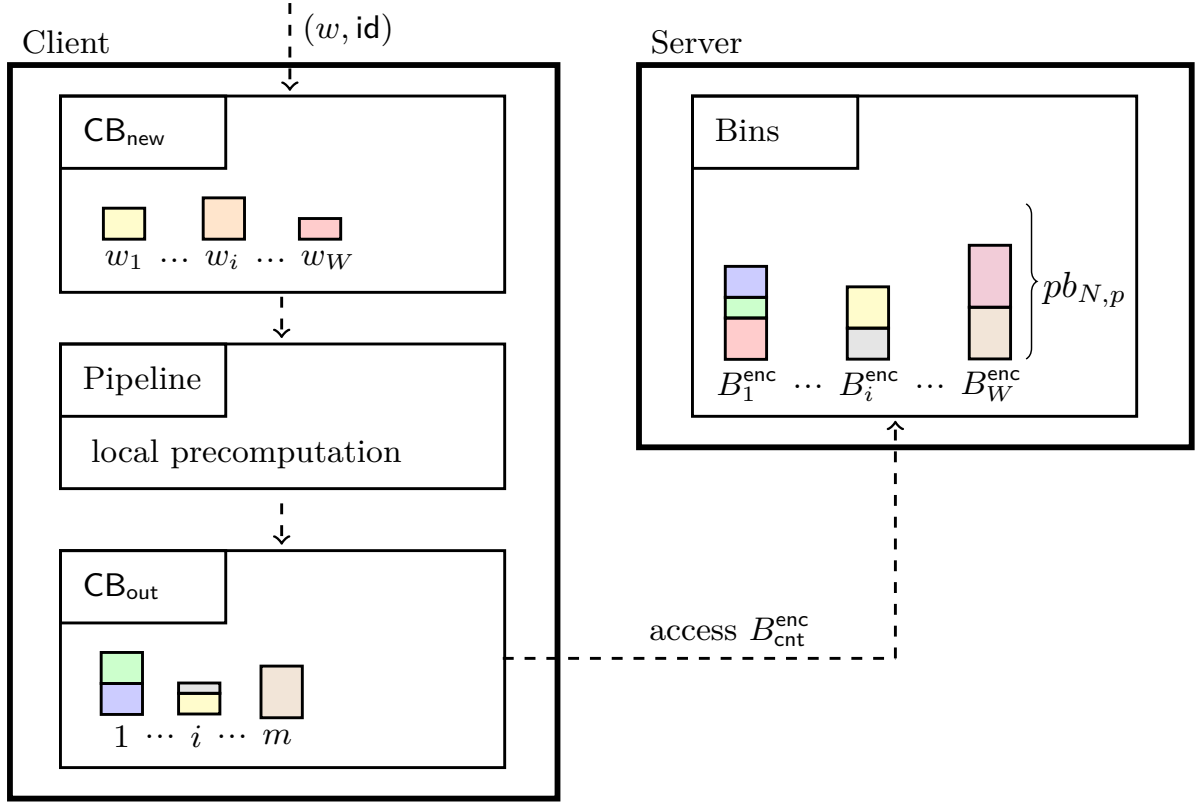 (w, id)
Client
CB_new
w_1 ... w_i ... w_W
Pipeline
local precomputation
CB_out
1 ... i ... m
access B_cnt^enc
Server
Bins
pb_{N,p}
B_1^enc ... B_i^enc ... B_W^enc